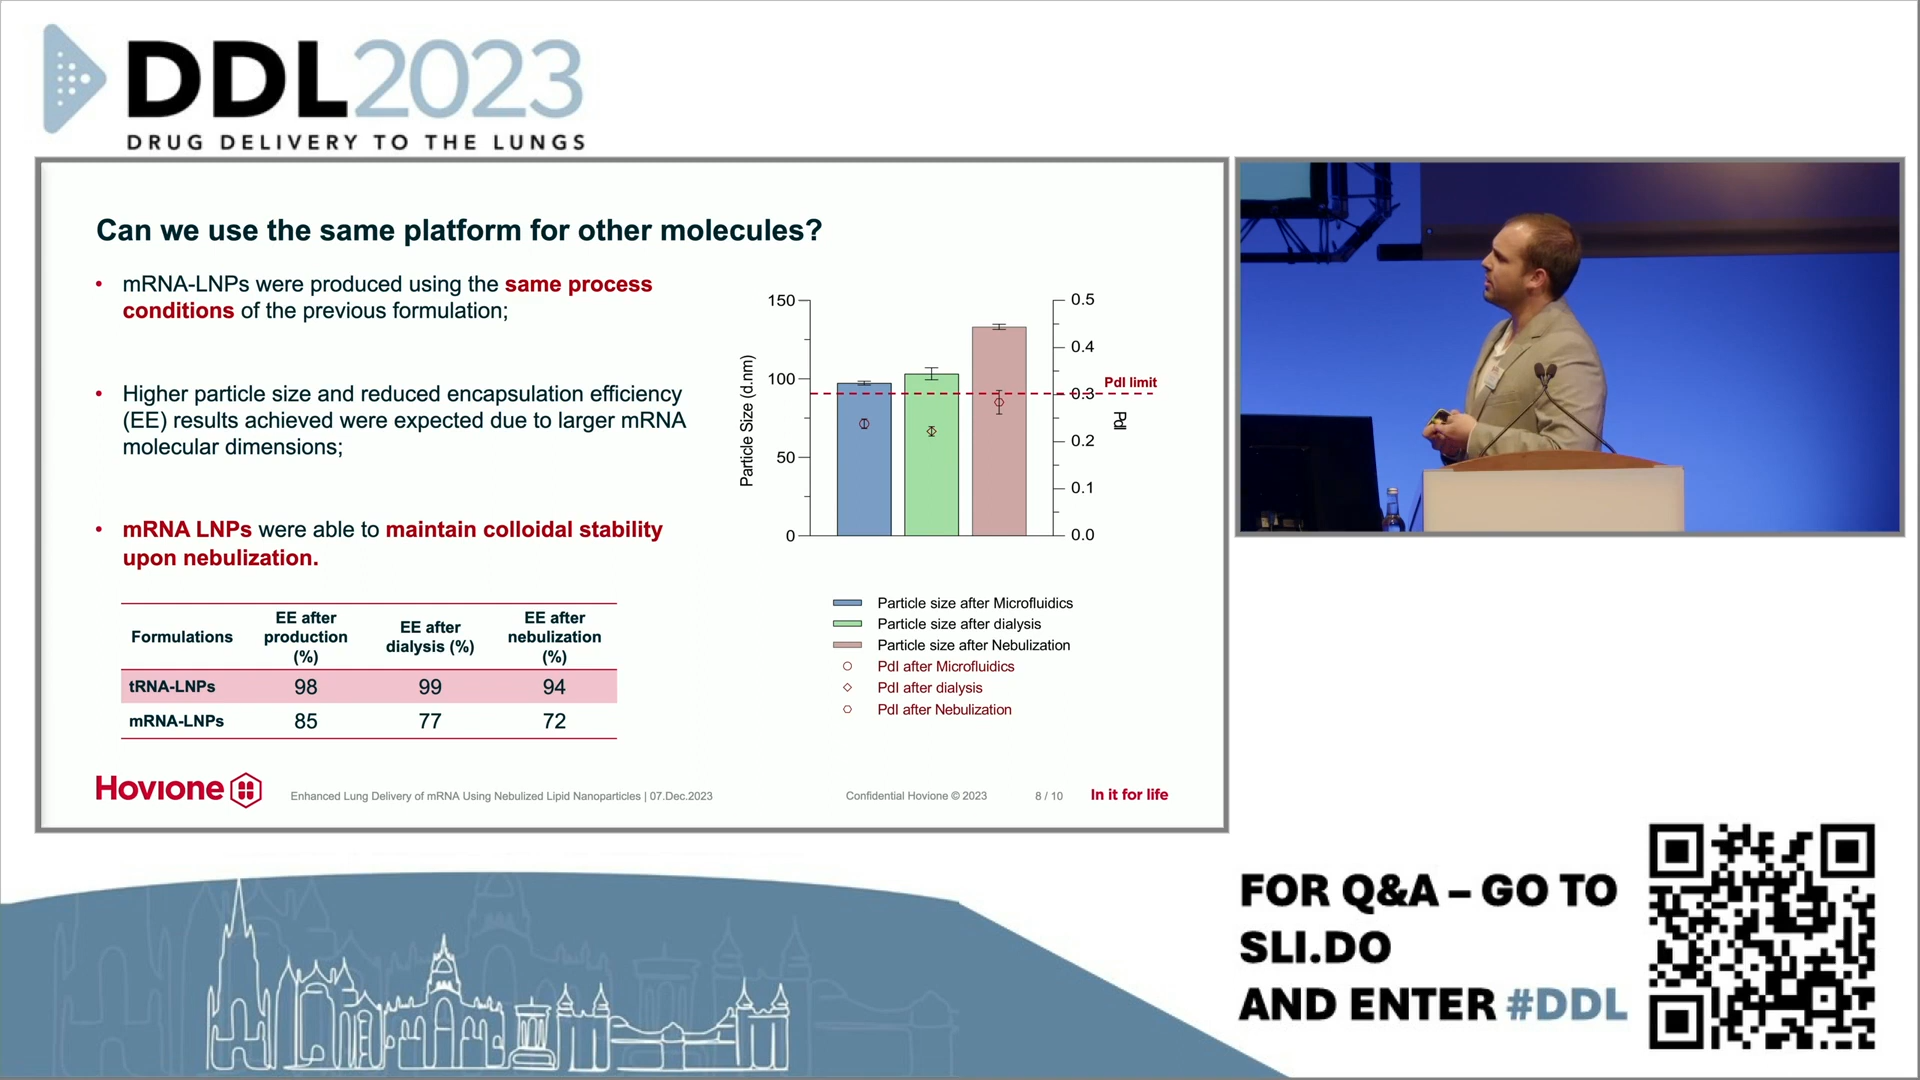 DDL2023
DRUG DELIVERY TO THE LUNGS
Can we use the same platform for other molecules?
• mRNA-LNPs were produced using the same process
conditions of the previous formulation;
• Higher particle size and reduced encapsulation efficiency
(EE) results achieved were expected due to larger mRNA
molecular dimensions;
• mRNA LNPs were able to maintain colloidal stability
upon nebulization.
Formulations
EE after
production
(%)
EE after
dialysis (%)
EE after
nebulization
(%)
tRNA-LNPs 98 99 94
mRNA-LNPs 85 77 72
Particle Size (d.nm)
150
100
50
0
0.5
0.4
0.3
0.2
0.1
0.0
PdI limit
PdI
Particle size after Microfluidics
Particle size after dialysis
Particle size after Nebulization
PdI after Microfluidics
PdI after dialysis
PdI after Nebulization
Hovione
Enhanced Lung Delivery of mRNA Using Nebulized Lipid Nanoparticles | 07.Dec.2023
Confidential Hovione © 2023
8 / 10
In it for life
FOR Q&A – GO TO
SLI.DO
AND ENTER #DDL